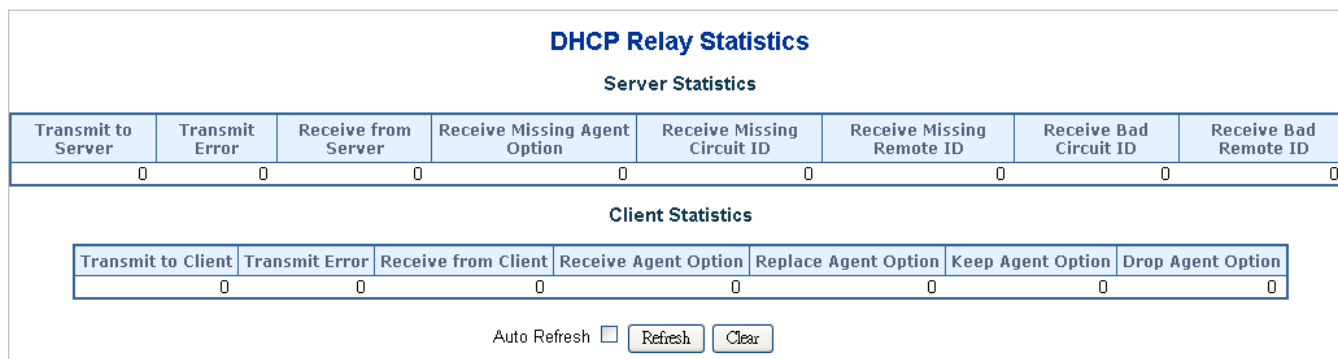 DHCP Relay Statistics
Server Statistics
Transmit to Server Transmit Error Receive from Server Receive Missing Agent Option Receive Missing Circuit ID Receive Missing Remote ID Receive Bad Circuit ID Receive Bad Remote ID
0 0 0 0 0 0 0 0
Client Statistics
Transmit to Client Transmit Error Receive from Client Receive Agent Option Replace Agent Option Keep Agent Option Drop Agent Option
0 0 0 0 0 0 0
Auto Refresh Refresh Clear